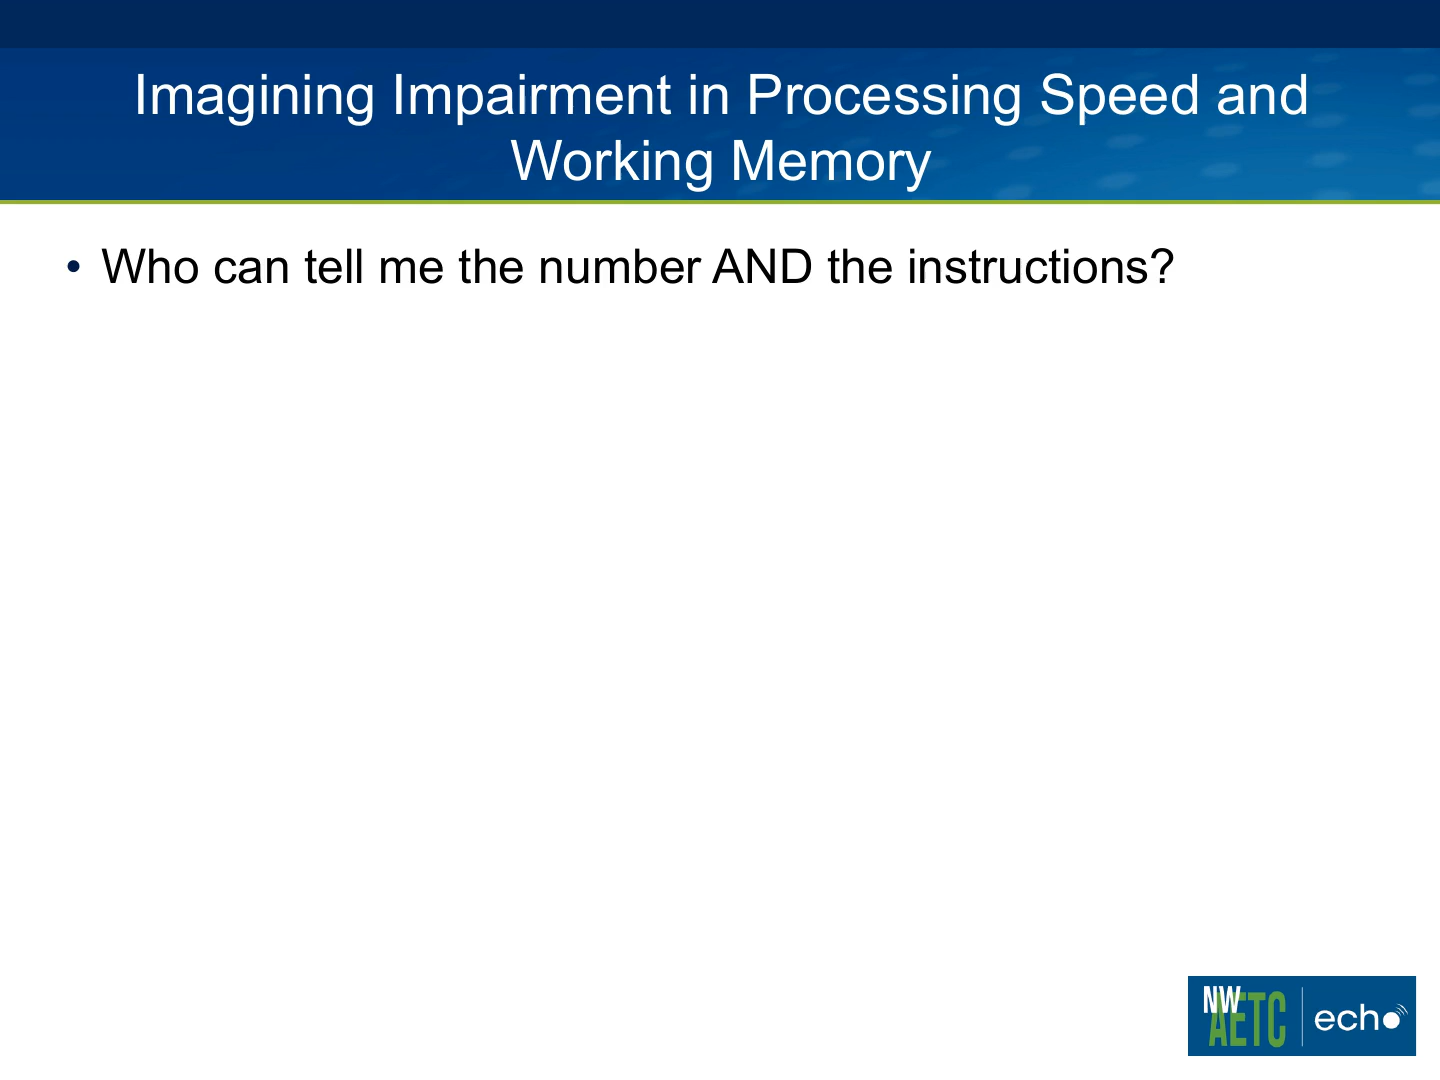 Imagining Impairment in Processing Speed and
Working Memory
• Who can tell me the number AND the instructions?
NW
AETC
echo